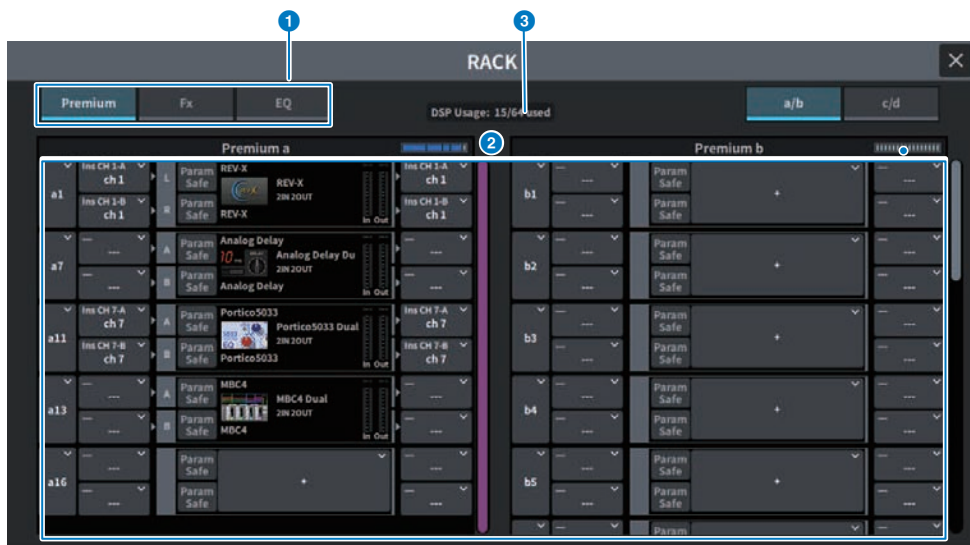 1 3
RACK
Premium Fx EQ DSP Usage: 15/64 used a/b c/d
2
Premium a Premium b
a1
Ins CH 1-A
ch 1
Ins CH 1-B
ch 1
L
R
Param
Safe
Param
Safe
REV-X
REV-X
2IN 2OUT
REV-X
In Out
Ins CH 1-A
ch 1
Ins CH 1-B
ch 1
b1
---
---
Param
Safe
Param
Safe
+
---
---
a7
---
---
A
B
Param
Safe
Param
Safe
Analog Delay
Analog Delay Du
2IN 2OUT
Analog Delay
In Out
---
---
b2
---
---
Param
Safe
Param
Safe
+
---
---
a11
Ins CH 7-A
ch 7
Ins CH 7-B
ch 7
A
B
Param
Safe
Param
Safe
Portico5033
Portico5033 Dual
2IN 2OUT
Portico5033
In Out
Ins CH 7-A
ch 7
Ins CH 7-B
ch 7
b3
---
---
Param
Safe
Param
Safe
+
---
---
a13
---
---
A
B
Param
Safe
Param
Safe
MBC4
MBC4 Dual
2IN 2OUT
MBC4
In Out
---
---
b4
---
---
Param
Safe
Param
Safe
+
---
---
a16
---
---
Param
Safe
Param
Safe
+
---
---
b5
---
---
Param
Safe
Param
Safe
+
---
---
Param